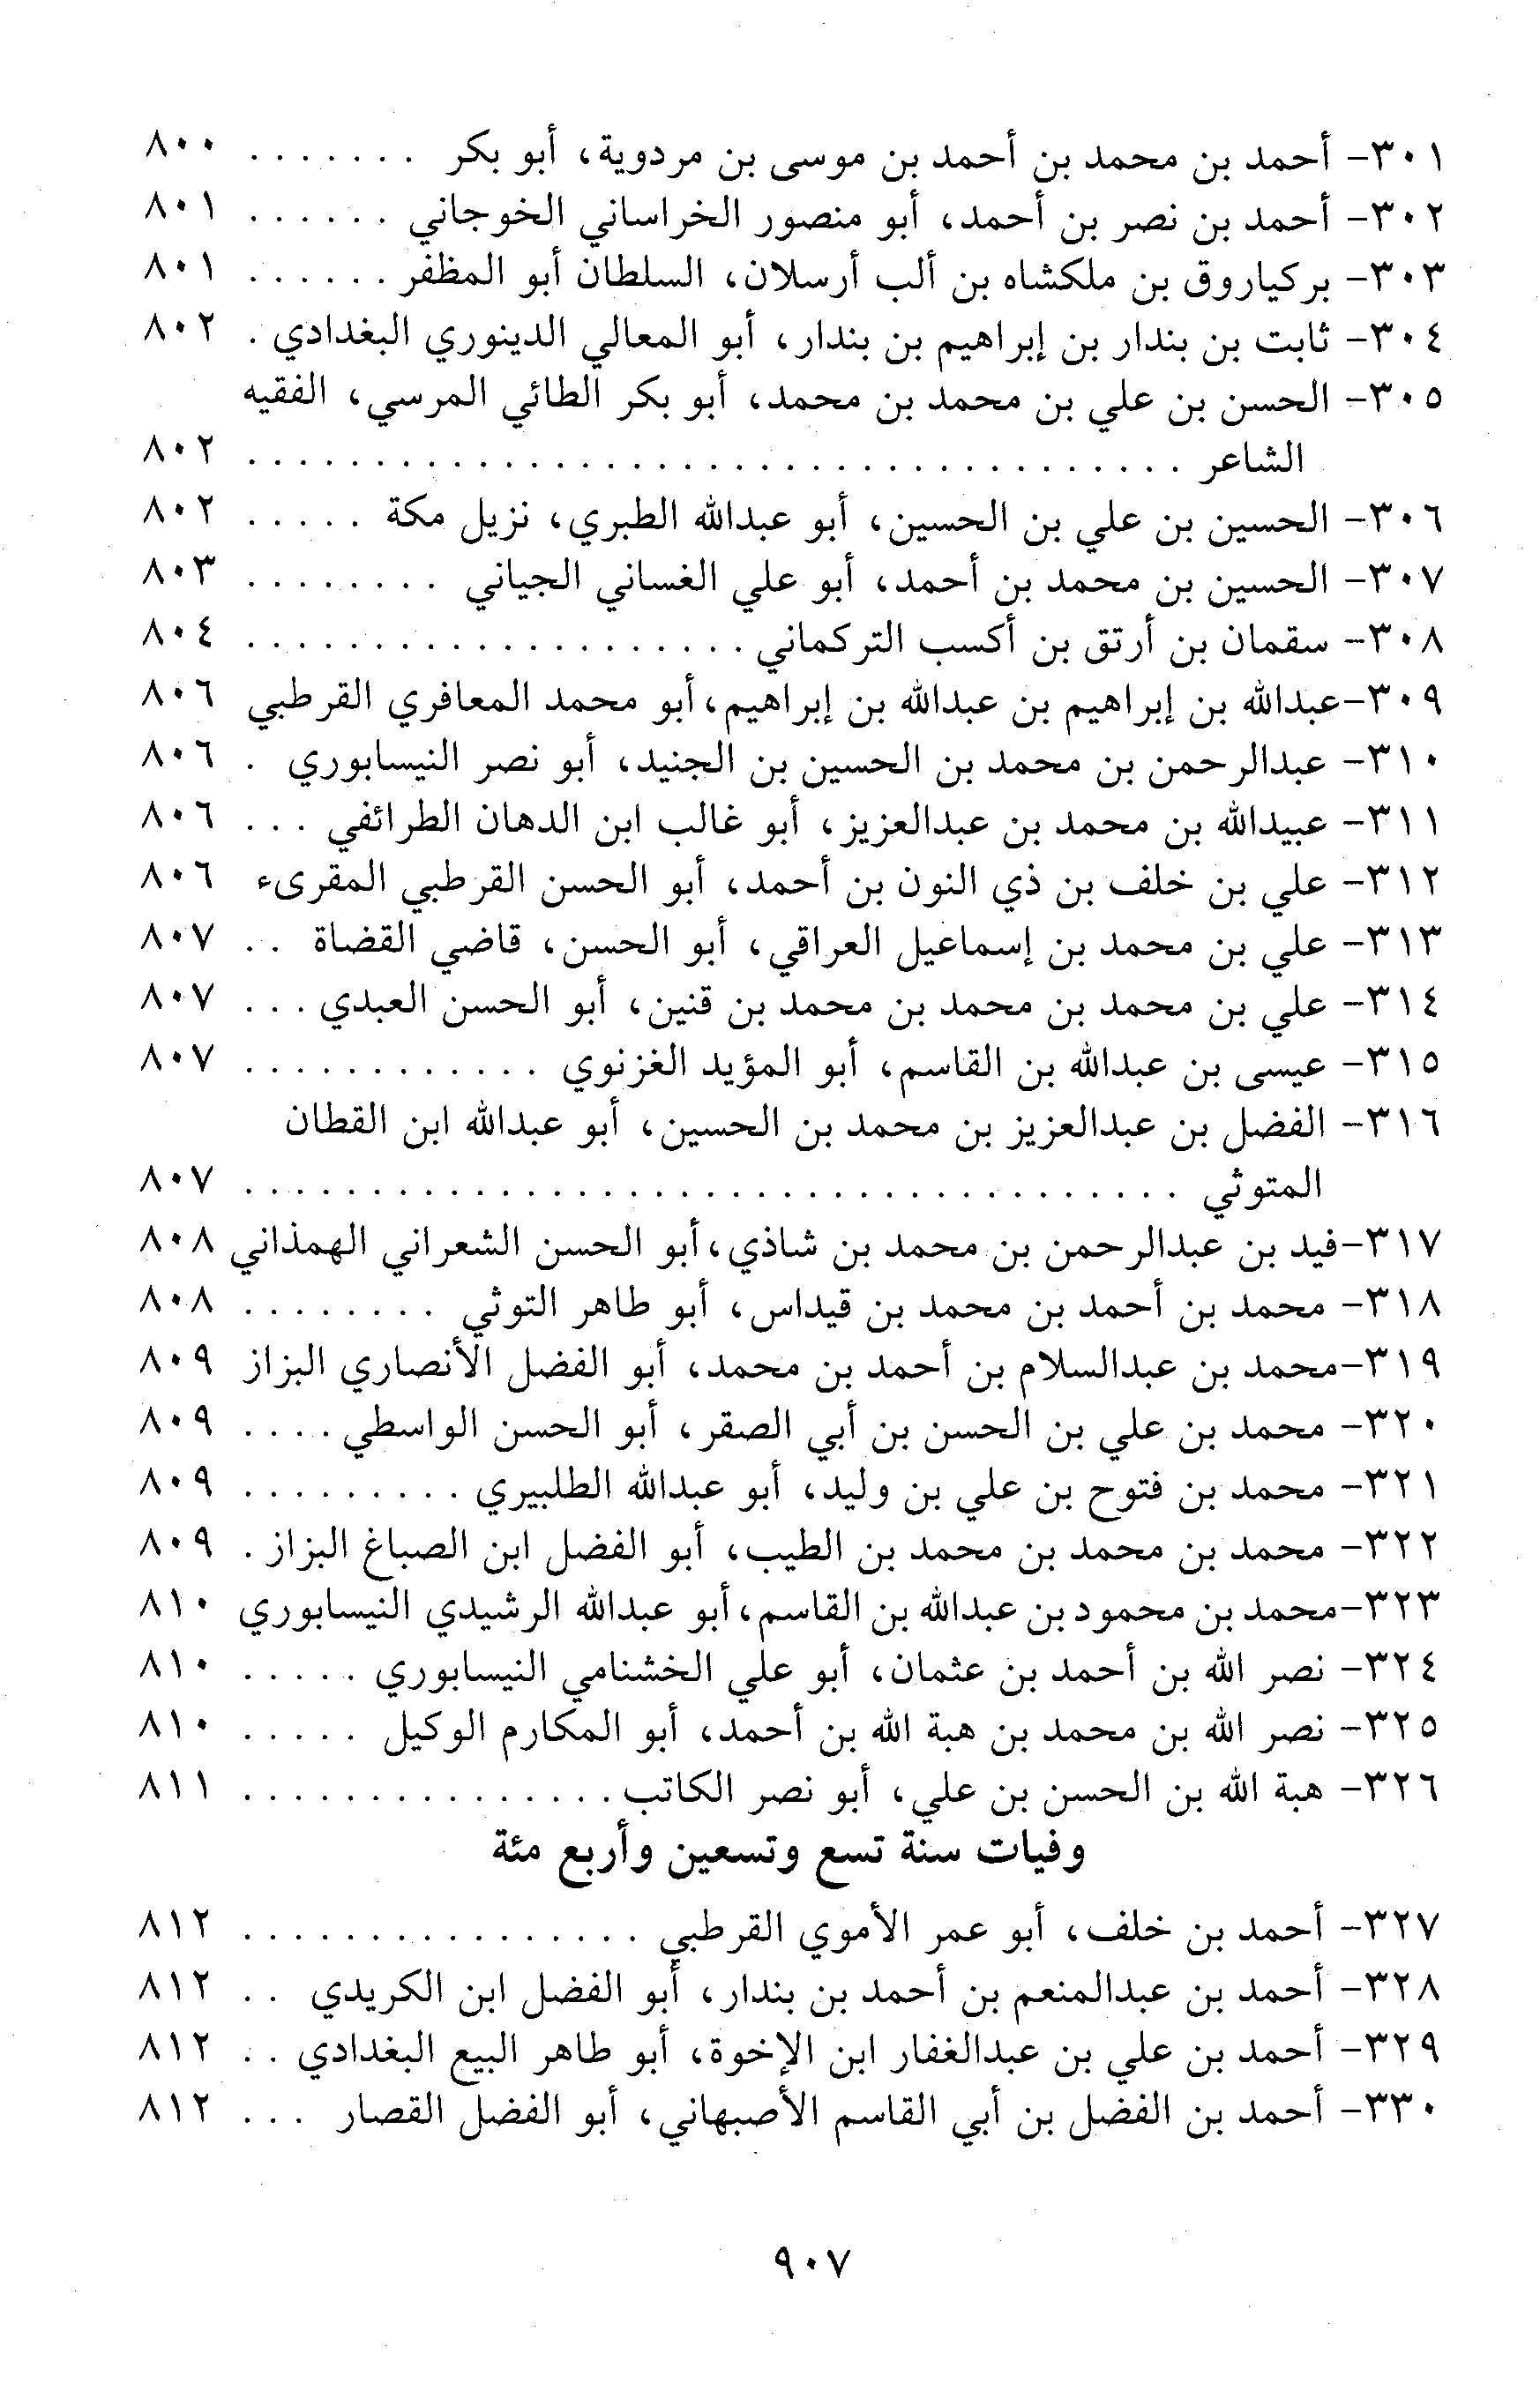 ٣٠١- أحمد بن محمد بن أحمد بن موسى بن مردوية، أبو بكر . . . . . . . ٨٠٠
٣٠٢- أحمد بن نصر بن أحمد، أبو منصور الخراساني الخوجاني . . . . . . ٨٠١
٣٠٣- بركياروق بن ملكشاه بن ألب أرسلان، السلطان أبو المظفر . . . . . . ٨٠١
٣٠٤- ثابت بن بندار بن إبراهيم بن بندار، أبو المعالي الدينوري البغدادي . ٨٠٢
٣٠٥- الحسن بن علي بن محمد بن محمد، أبو بكر الطائي المرسي، الفقيه
الشاعر . . . . . . . . . . . . . . . . . . . . . . . . . . . . . . . . . . . . . ٨٠٢
٣٠٦- الحسين بن علي بن الحسين، أبو عبدالله الطبري، نزيل مكة . . . . . ٨٠٢
٣٠٧- الحسين بن محمد بن أحمد، أبو علي الغساني الجياني . . . . . . . . ٨٠٣
٣٠٨- سقمان بن أرتق بن أكسب التركماني . . . . . . . . . . . . . . . . . . . . ٨٠٤
٣٠٩-عبدالله بن إبراهيم بن عبدالله بن إبراهيم،أبو محمد المعافري القرطبي ٨٠٦
٣١٠- عبدالرحمن بن محمد بن الحسين بن الجنيد، أبو نصر النيسابوري . ٨٠٦
٣١١- عبيدالله بن محمد بن عبدالعزيز، أبو غالب ابن الدهان الطرائفي . . . ٨٠٦
٣١٢- علي بن خلف بن ذي النون بن أحمد، أبو الحسن القرطبي المقرىء ٨٠٦
٣١٣- علي بن محمد بن إسماعيل العراقي، أبو الحسن، قاضي القضاة . . ٨٠٧
٣١٤- علي بن محمد بن محمد بن محمد بن قنين، أبو الحسن العبدي . . . ٨٠٧
٣١٥- عيسى بن عبدالله بن القاسم، أبو المؤيد الغزنوي . . . . . . . . . . . . ٨٠٧
٣١٦- الفضل بن عبدالعزيز بن محمد بن الحسين، أبو عبدالله ابن القطان
المتوثي . . . . . . . . . . . . . . . . . . . . . . . . . . . . . . . . . . . . . ٨٠٧
٣١٧-فيد بن عبدالرحمن بن محمد بن شاذي،أبو الحسن الشعراني الهمذاني ٨٠٨
٣١٨- محمد بن أحمد بن محمد بن قيداس، أبو طاهر التوثي . . . . . . . . ٨٠٨
٣١٩-محمد بن عبدالسلام بن أحمد بن محمد، أبو الفضل الأنصاري البزاز ٨٠٩
٣٢٠- محمد بن علي بن الحسن بن أبي الصقر، أبو الحسن الواسطي . . . . ٨٠٩
٣٢١- محمد بن فتوح بن علي بن وليد، أبو عبدالله الطلبيري . . . . . . . . . ٨٠٩
٣٢٢- محمد بن محمد بن محمد بن الطيب، أبو الفضل ابن الصباغ البزاز . ٨٠٩
٣٢٣-محمد بن محمود بن عبدالله بن القاسم،أبو عبدالله الرشيدي النيسابوري ٨١٠
٣٢٤- نصر الله بن أحمد بن عثمان، أبو علي الخشنامي النيسابوري . . . . . ٨١٠
٣٢٥- نصر الله بن محمد بن هبة الله بن أحمد، أبو المكارم الوكيل . . . . . ٨١٠
٣٢٦- هبة الله بن الحسن بن علي، أبو نصر الكاتب . . . . . . . . . . . . . . . ٨١١
وفيات سنة تسع وتسعين وأربع مئة
٣٢٧- أحمد بن خلف، أبو عمر الأموي القرطبي . . . . . . . . . . . . . . . . ٨١٢
٣٢٨- أحمد بن عبدالمنعم بن أحمد بن بندار، أبو الفضل ابن الكريدي . . ٨١٢
٣٢٩- أحمد بن علي بن عبدالغفار ابن الإخوة، أبو طاهر البيع البغدادي . . ٨١٢
٣٣٠- أحمد بن الفضل بن أبي القاسم الأصبهاني، أبو الفضل القصار . . . ٨١٢
٩٠٧